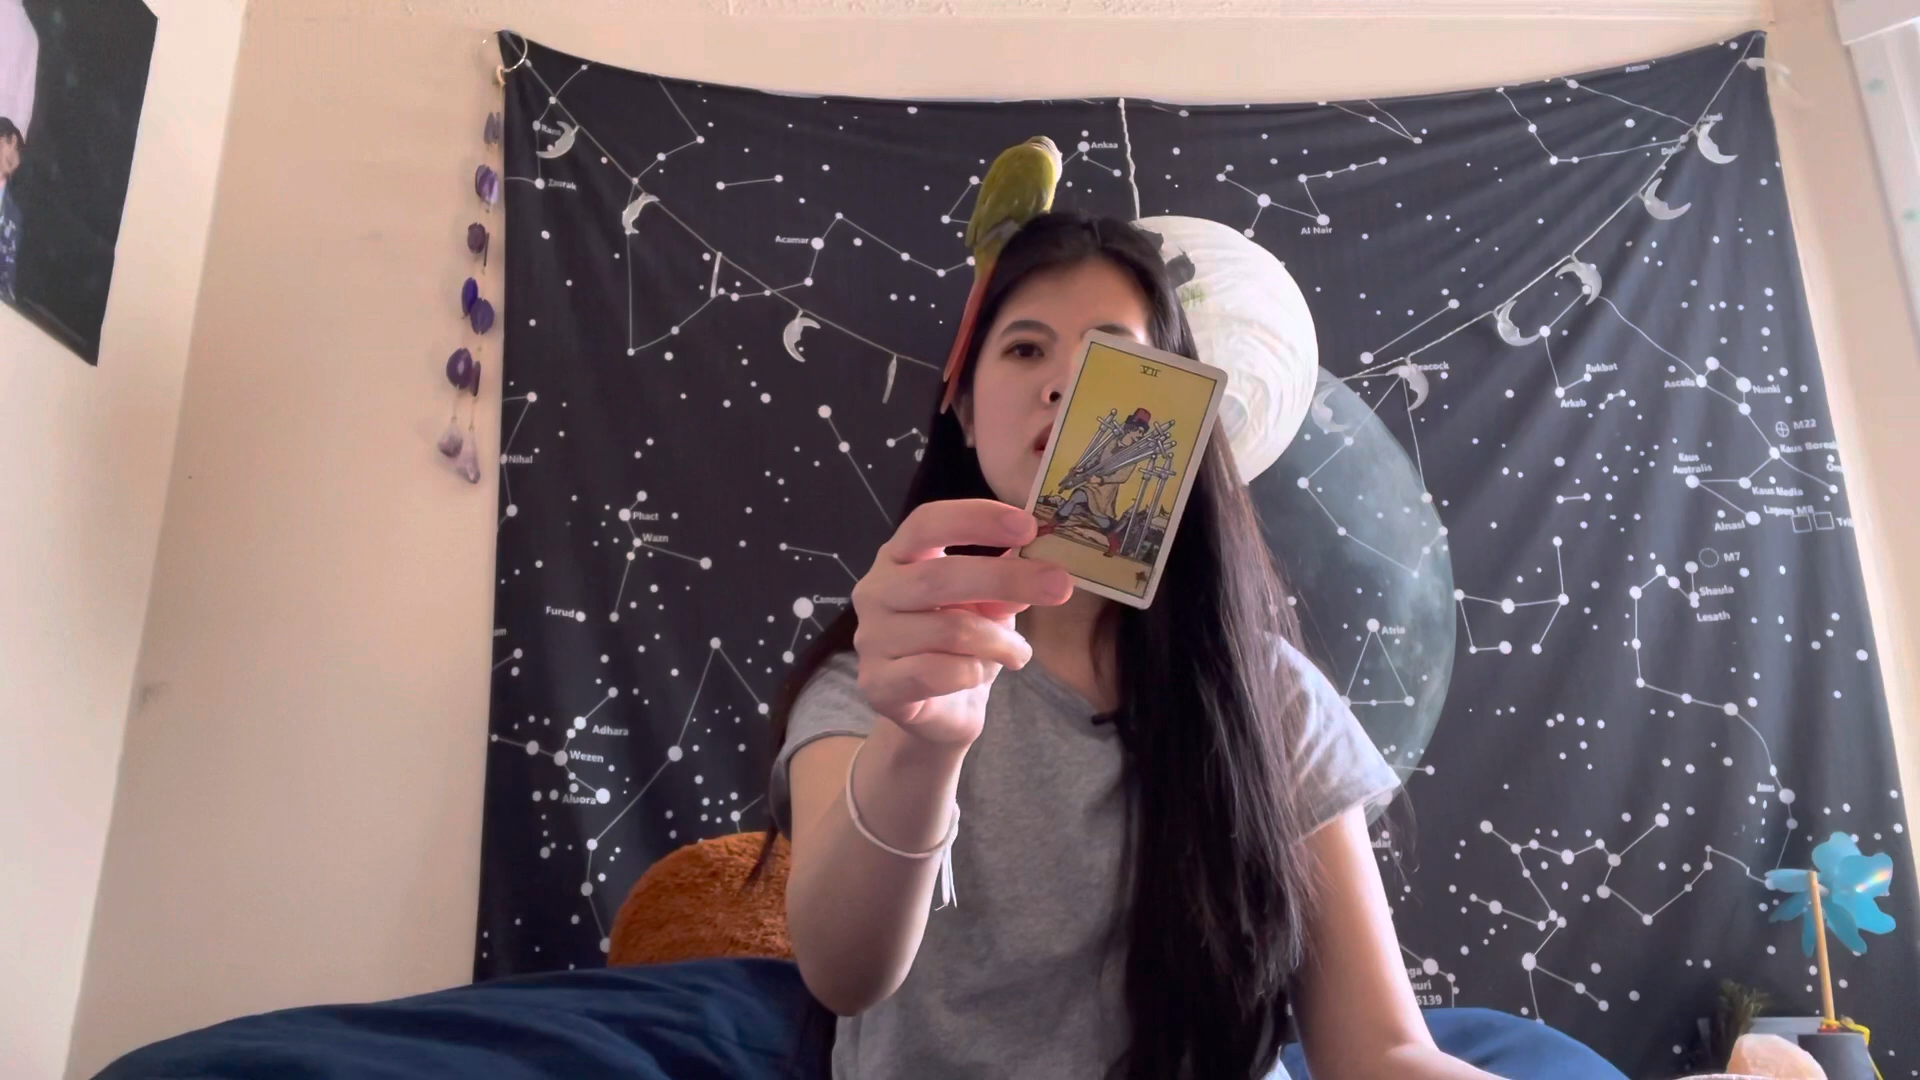 Ankaa
Zaurak
Acamar
Al Nair
Peacock
Rukbat
Arkab
Ascella
Nunki
M22
Nihal
Kaus
Australis
Kaus Media
Phact
Wazn
Alnasl
M7
Shaula
Lesath
Furud
Atria
Adhara
Wezen
Aludra
VII